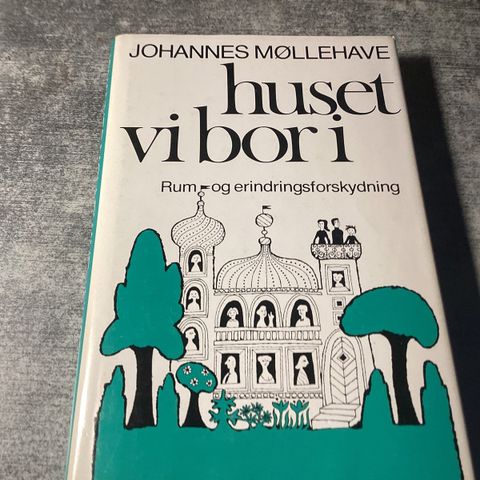 JOHANNES MØLLEHAVE
huset
vi bor i
Rum- og erindringsforskydning